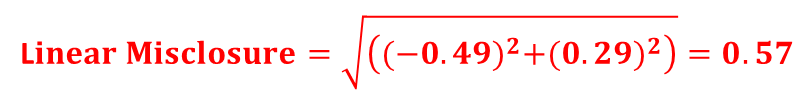 Linear Misclosure = √((−0.49)²+(0.29)²) = 0.57